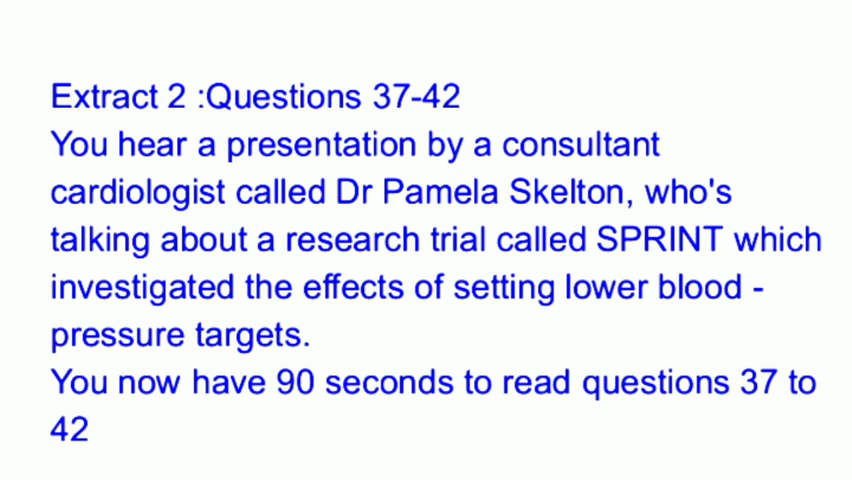 Extract 2 :Questions 37-42
You hear a presentation by a consultant
cardiologist called Dr Pamela Skelton, who's
talking about a research trial called SPRINT which
investigated the effects of setting lower blood -
pressure targets.
You now have 90 seconds to read questions 37 to
42